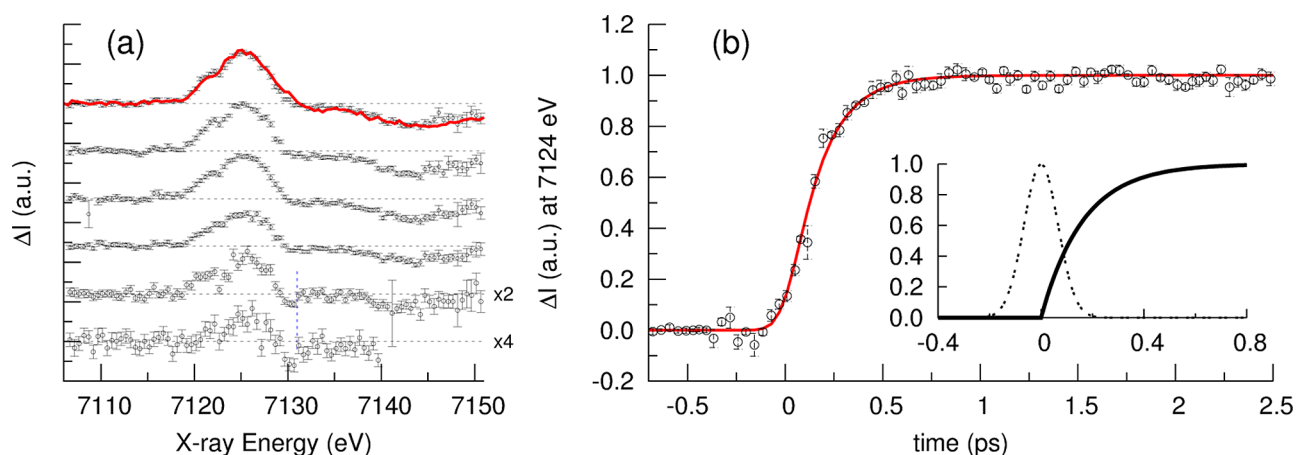 (a)
ΔI (a.u.)
x2
x4
7110 7120 7130 7140 7150
X-ray Energy (eV)
(b)
ΔI (a.u.) at 7124 eV
1.2
1.0
0.8
0.6
0.4
0.2
0.0
-0.2
-0.5 0 0.5 1 1.5 2 2.5
time (ps)
1.0
0.8
0.6
0.4
0.2
0.0
-0.4 0 0.4 0.8